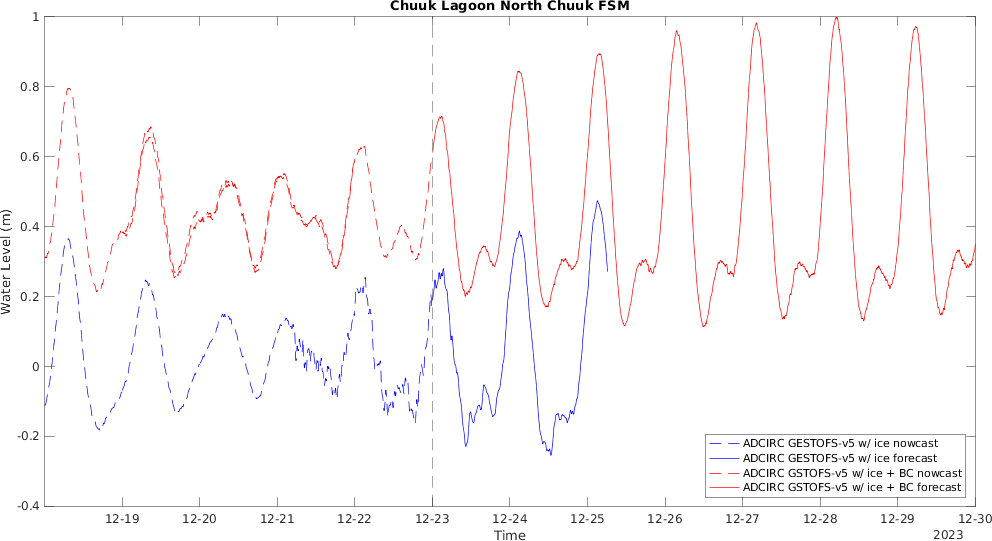 Chuuk Lagoon North Chuuk FSM
Water Level (m)
1
0.8
0.6
0.4
0.2
0
-0.2
-0.4
12-19 12-20 12-21 12-22 12-23 12-24 12-25 12-26 12-27 12-28 12-29 12-30
Time
2023
ADCIRC GESTOFS-v5 w/ ice nowcast
ADCIRC GESTOFS-v5 w/ ice forecast
ADCIRC GSTOFS-v5 w/ ice + BC nowcast
ADCIRC GSTOFS-v5 w/ ice + BC forecast